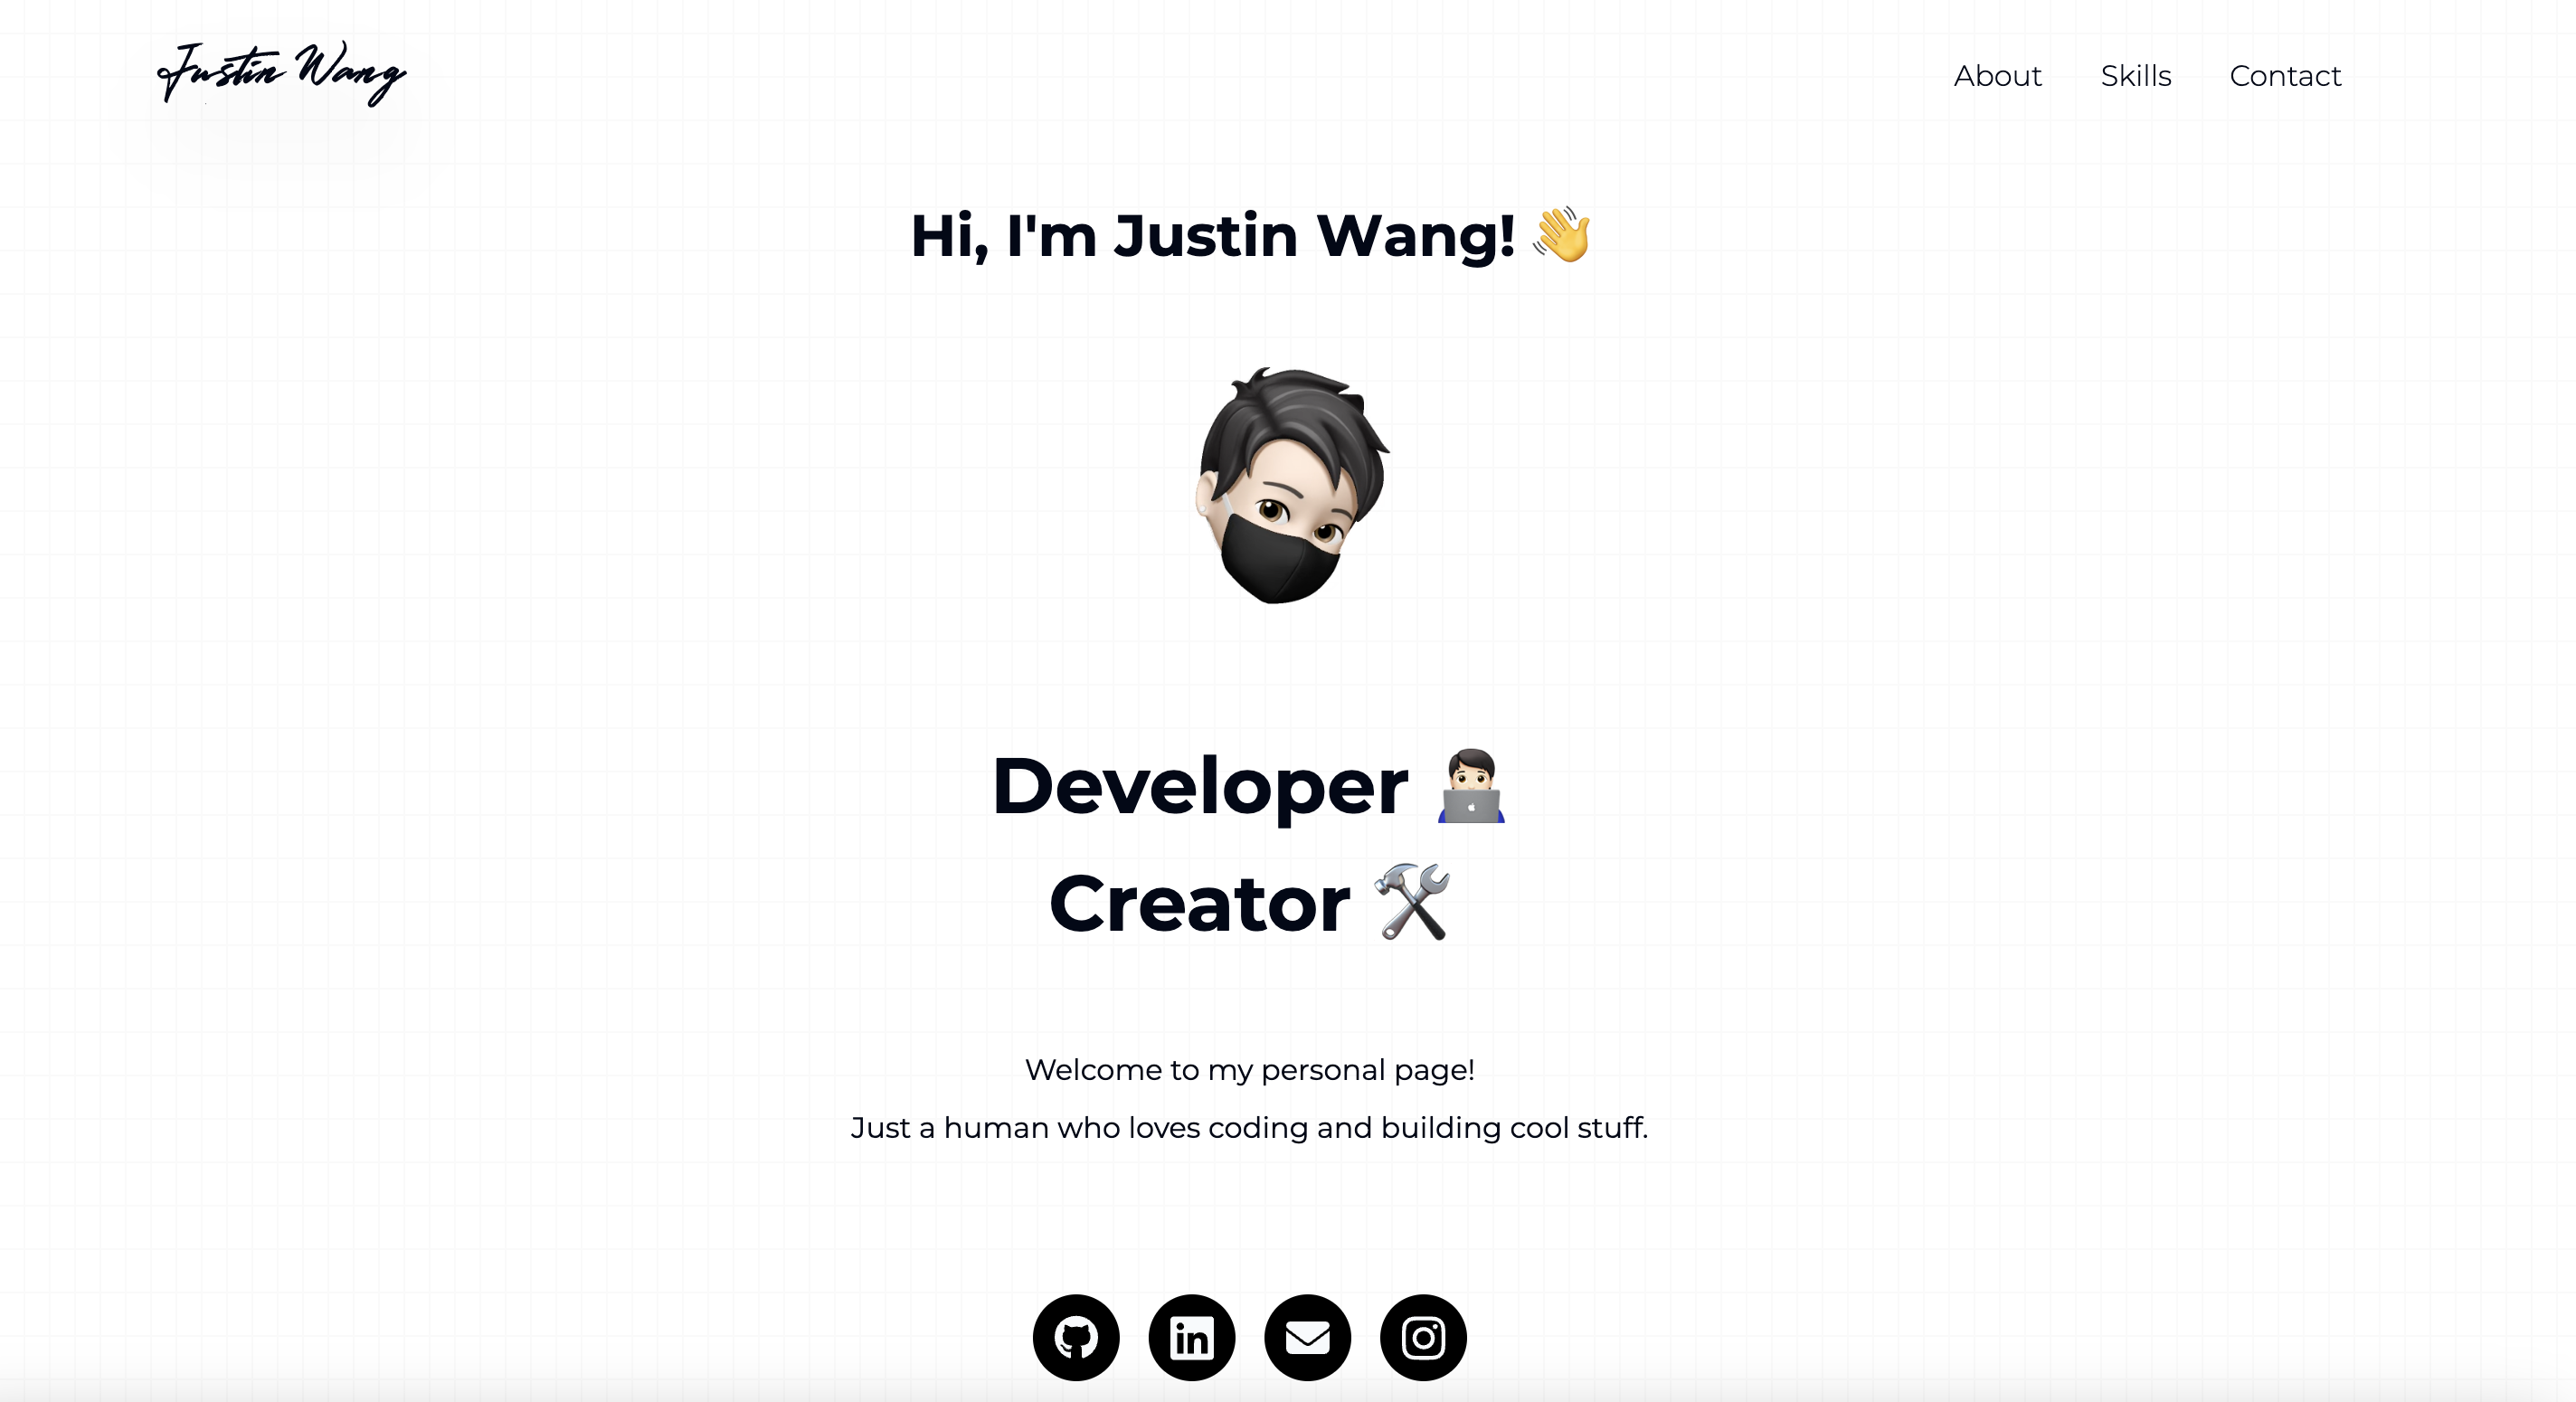 Justin Wang
About Skills Contact
Hi, I'm Justin Wang! 👋
Developer 🧑🏻‍💻
Creator 🛠️
Welcome to my personal page!
Just a human who loves coding and building cool stuff.
in